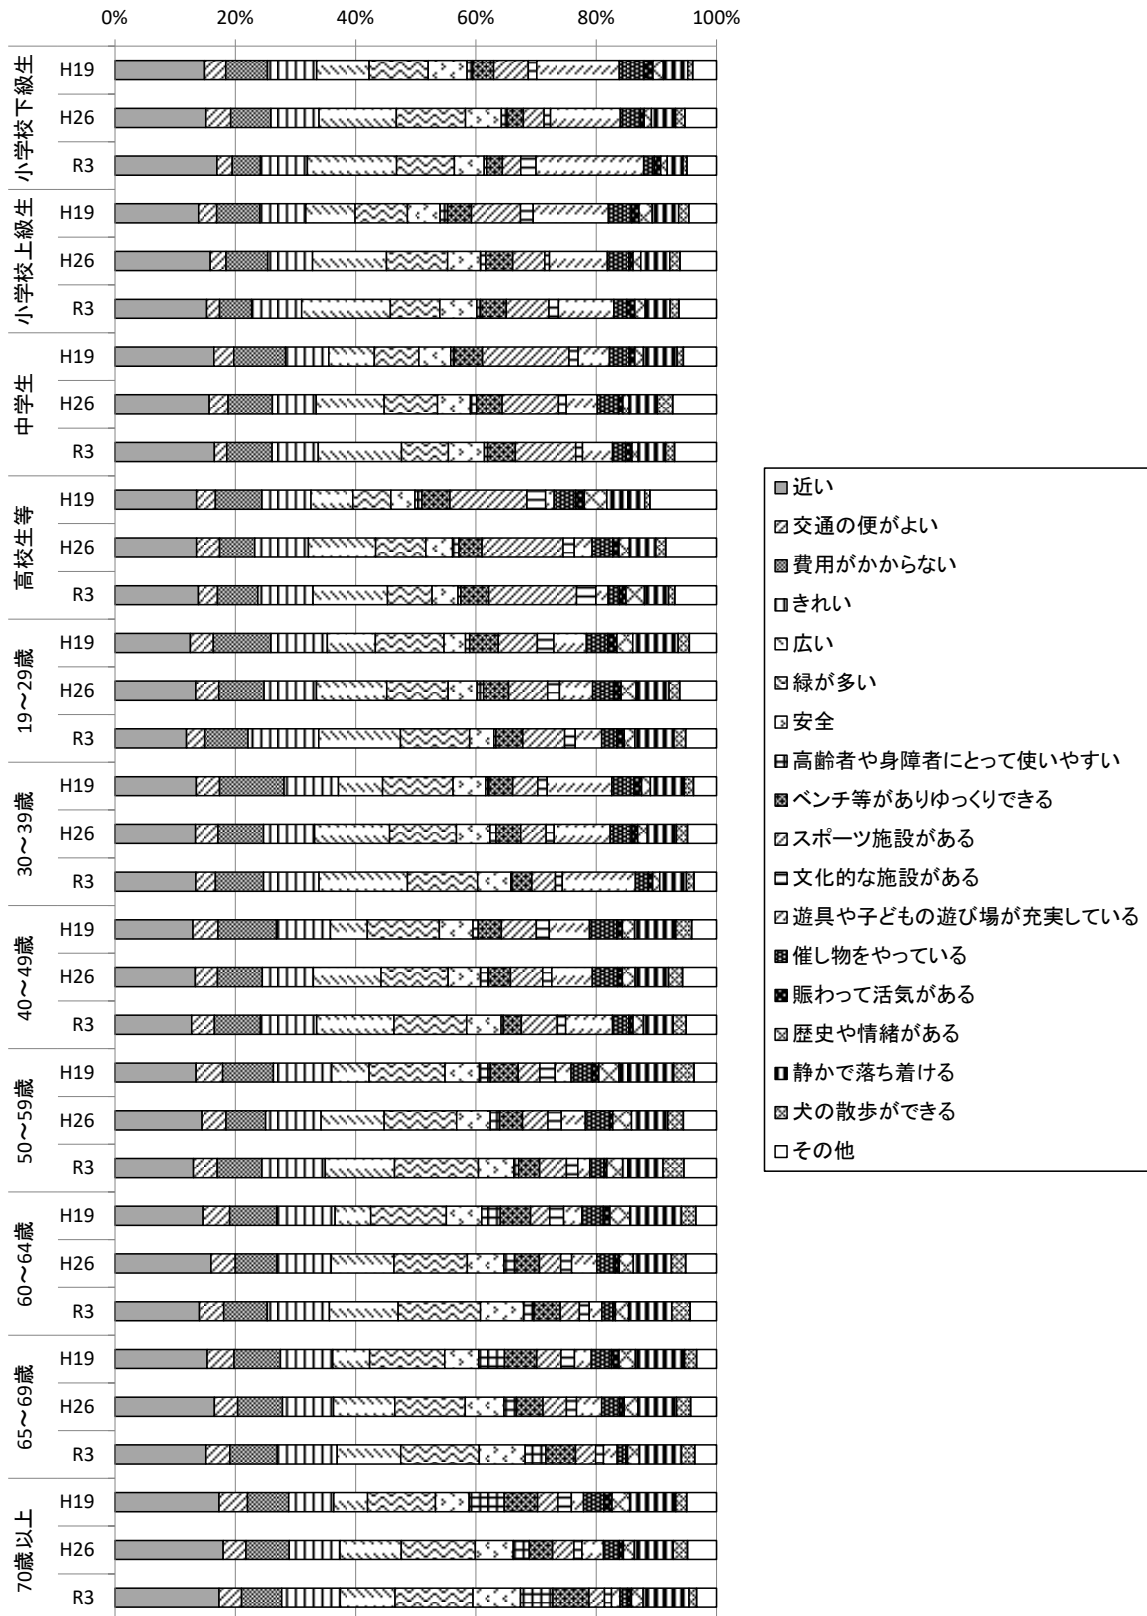 0%
20%
40%
60%
80%
100%
小学校下級生
H19
H26
R3
小学校上級生
H19
H26
R3
中学生
H19
H26
R3
高校生等
H19
H26
R3
19～29歳
H19
H26
R3
30～39歳
H19
H26
R3
40～49歳
H19
H26
R3
50～59歳
H19
H26
R3
60～64歳
H19
H26
R3
65～69歳
H19
H26
R3
70歳以上
H19
H26
R3
近い
交通の便がよい
費用がかからない
きれい
広い
緑が多い
安全
高齢者や身障者にとって使いやすい
ベンチ等がありゆっくりできる
スポーツ施設がある
文化的な施設がある
遊具や子どもの遊び場が充実している
催し物をやっている
賑わって活気がある
歴史や情緒がある
静かで落ち着ける
犬の散歩ができる
その他